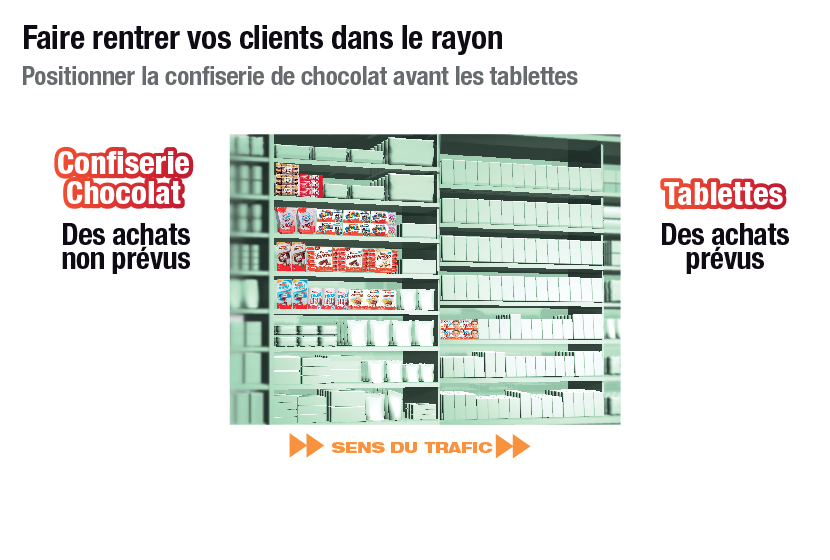 Faire rentrer vos clients dans le rayon
Positionner la confiserie de chocolat avant les tablettes
Confiserie
Chocolat
Des achats
non prévus
Tablettes
Des achats
prévus
SENS DU TRAFIC